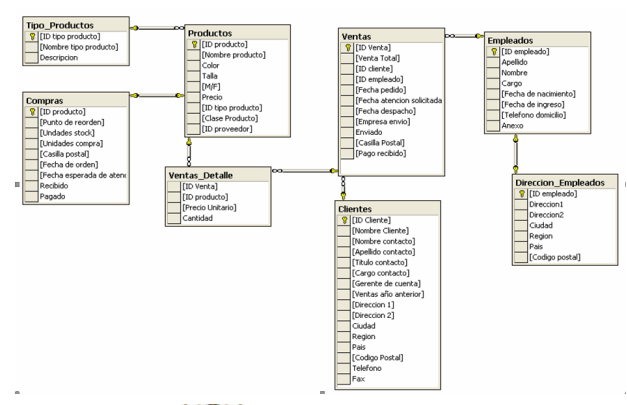 Tipo_Productos
[ID tipo producto]
[Nombre tipo producto]
Descripcion
Productos
[ID producto]
[Nombre producto]
Color
Talla
[M/F]
Precio
[ID tipo producto]
[Clase Producto]
[ID proveedor]
Ventas
[ID Venta]
[Venta Total]
[ID cliente]
[ID empleado]
[Fecha pedido]
[Fecha atencion solicitada
[Fecha despacho]
[Empresa envio]
Enviado
[Casilla Postal]
[Pago recibido]
Empleados
[ID empleado]
Apellido
Nombre
Cargo
[Fecha de nacimiento]
[Fecha de ingreso]
[Telefono domicilio]
Anexo
Compras
[ID producto]
[Punto de reorden]
[Unidades stock]
[Unidades compra]
[Casilla postal]
[Fecha de orden]
[Fecha esperada de atenc
Recibido
Pagado
Ventas_Detalle
[ID Venta]
[ID producto]
[Precio Unitario]
Cantidad
Direccion_Empleados
[ID empleado]
Direccion1
Direccion2
Ciudad
Region
Pais
[Codigo postal]
Clientes
[ID Cliente]
[Nombre Cliente]
[Nombre contacto]
[Apellido contacto]
[Titulo contacto]
[Cargo contacto]
[Gerente de cuenta]
[Ventas año anterior]
[Direccion 1]
[Direccion 2]
Ciudad
Region
Pais
[Codigo Postal]
Telefono
Fax